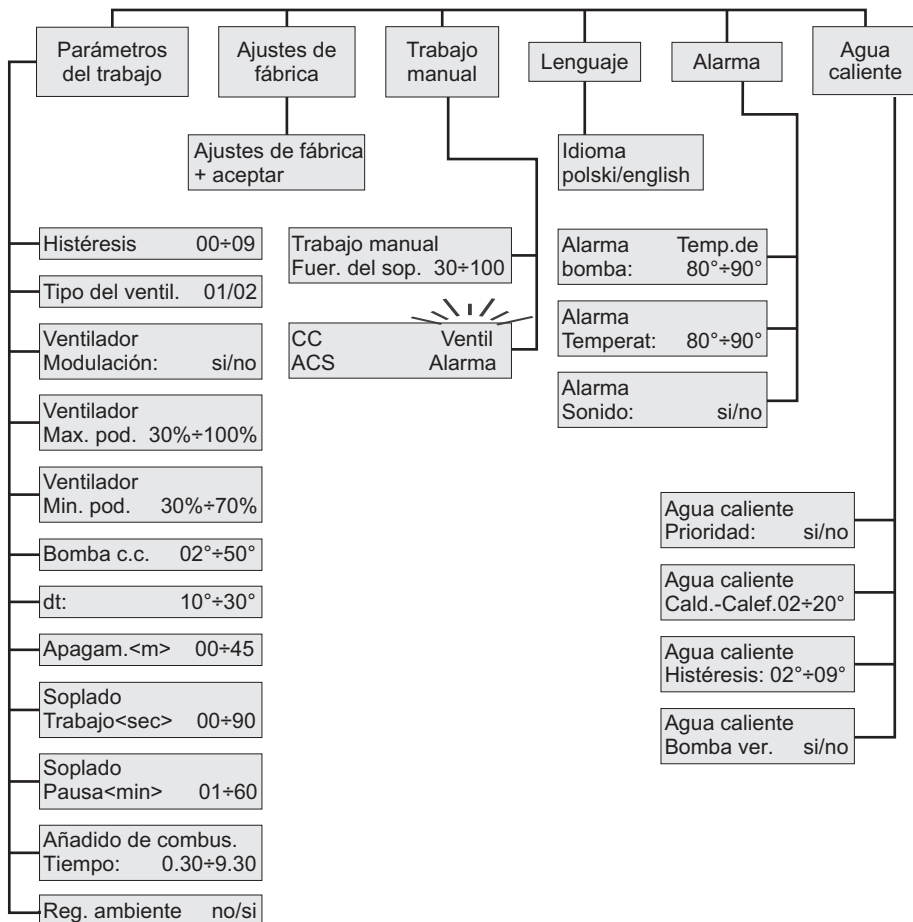 Parámetros
del trabajo
Ajustes de
fábrica
Trabajo
manual
Lenguaje
Alarma
Agua
caliente
Ajustes de fábrica
+ aceptar
Idioma
polski/english
Histéresis 00÷09
Tipo del ventil. 01/02
Ventilador
Modulación: si/no
Ventilador
Max. pod. 30%÷100%
Ventilador
Min. pod. 30%÷70%
Bomba c.c. 02°÷50°
dt: 10°÷30°
Apagam.<m> 00÷45
Soplado
Trabajo<sec> 00÷90
Soplado
Pausa<min> 01÷60
Añadido de combus.
Tiempo: 0.30÷9.30
Reg. ambiente no/si
Trabajo manual
Fuer. del sop. 30÷100
CC Ventil
ACS Alarma
Alarma Temp.de
bomba: 80°÷90°
Alarma
Temperat: 80°÷90°
Alarma
Sonido: si/no
Agua caliente
Prioridad: si/no
Agua caliente
Cald.-Calef.02÷20°
Agua caliente
Histéresis: 02°÷09°
Agua caliente
Bomba ver. si/no